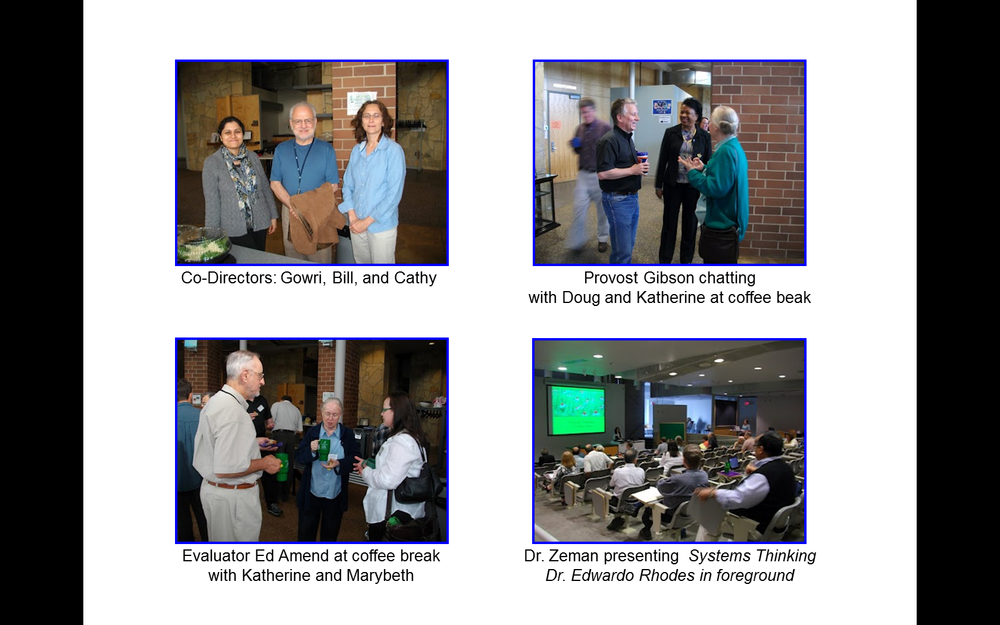 AUDITORIUM
Co-Directors: Gowri, Bill, and Cathy
Provost Gibson chatting
with Doug and Katherine at coffee beak
Evaluator Ed Amend at coffee break
with Katherine and Marybeth
Dr. Zeman presenting  Systems Thinking
Dr. Edwardo Rhodes in foreground